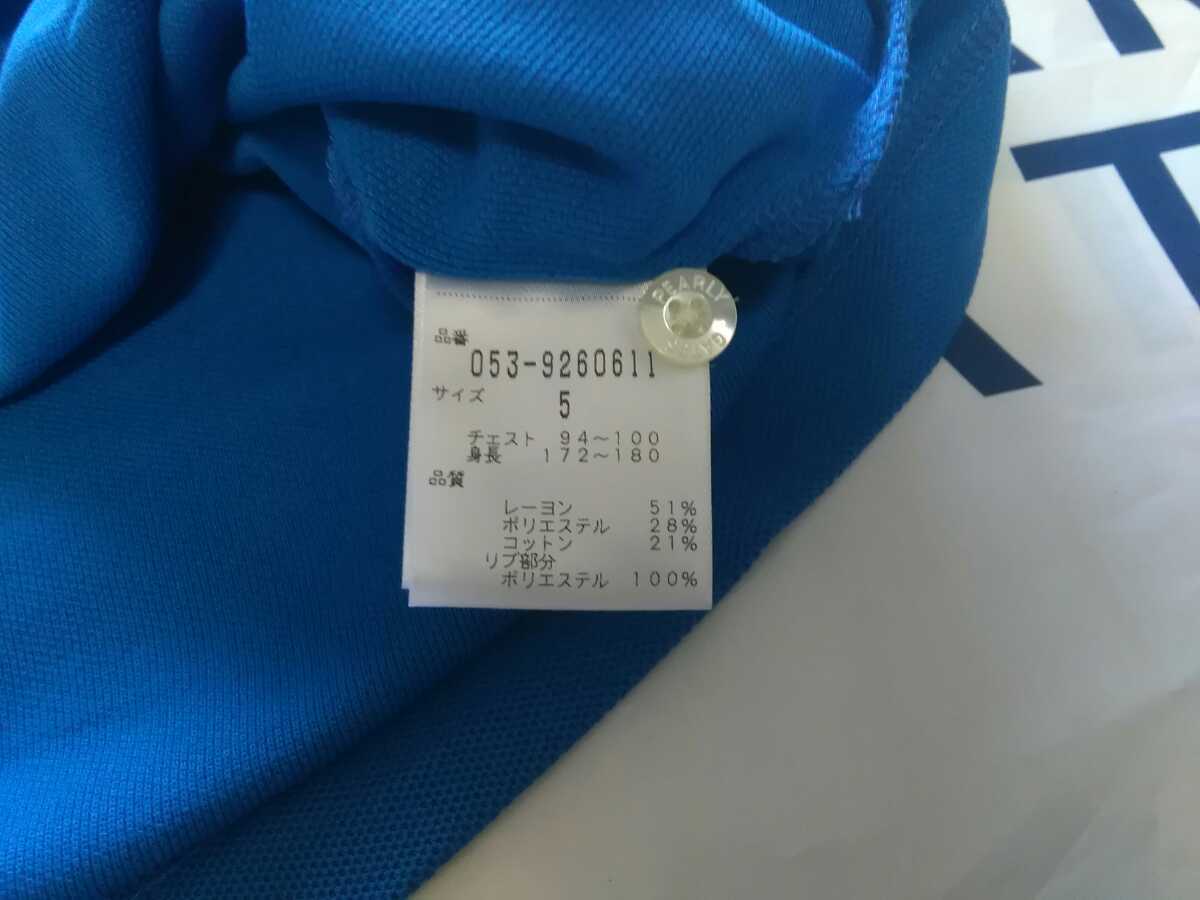 PEARLY
GATES
品番
053-9260611
サイズ
5
チェスト 94～100
身長 172～180
品質
レーヨン 51%
ポリエステル 28%
コットン 21%
リブ部分
ポリエステル 100%